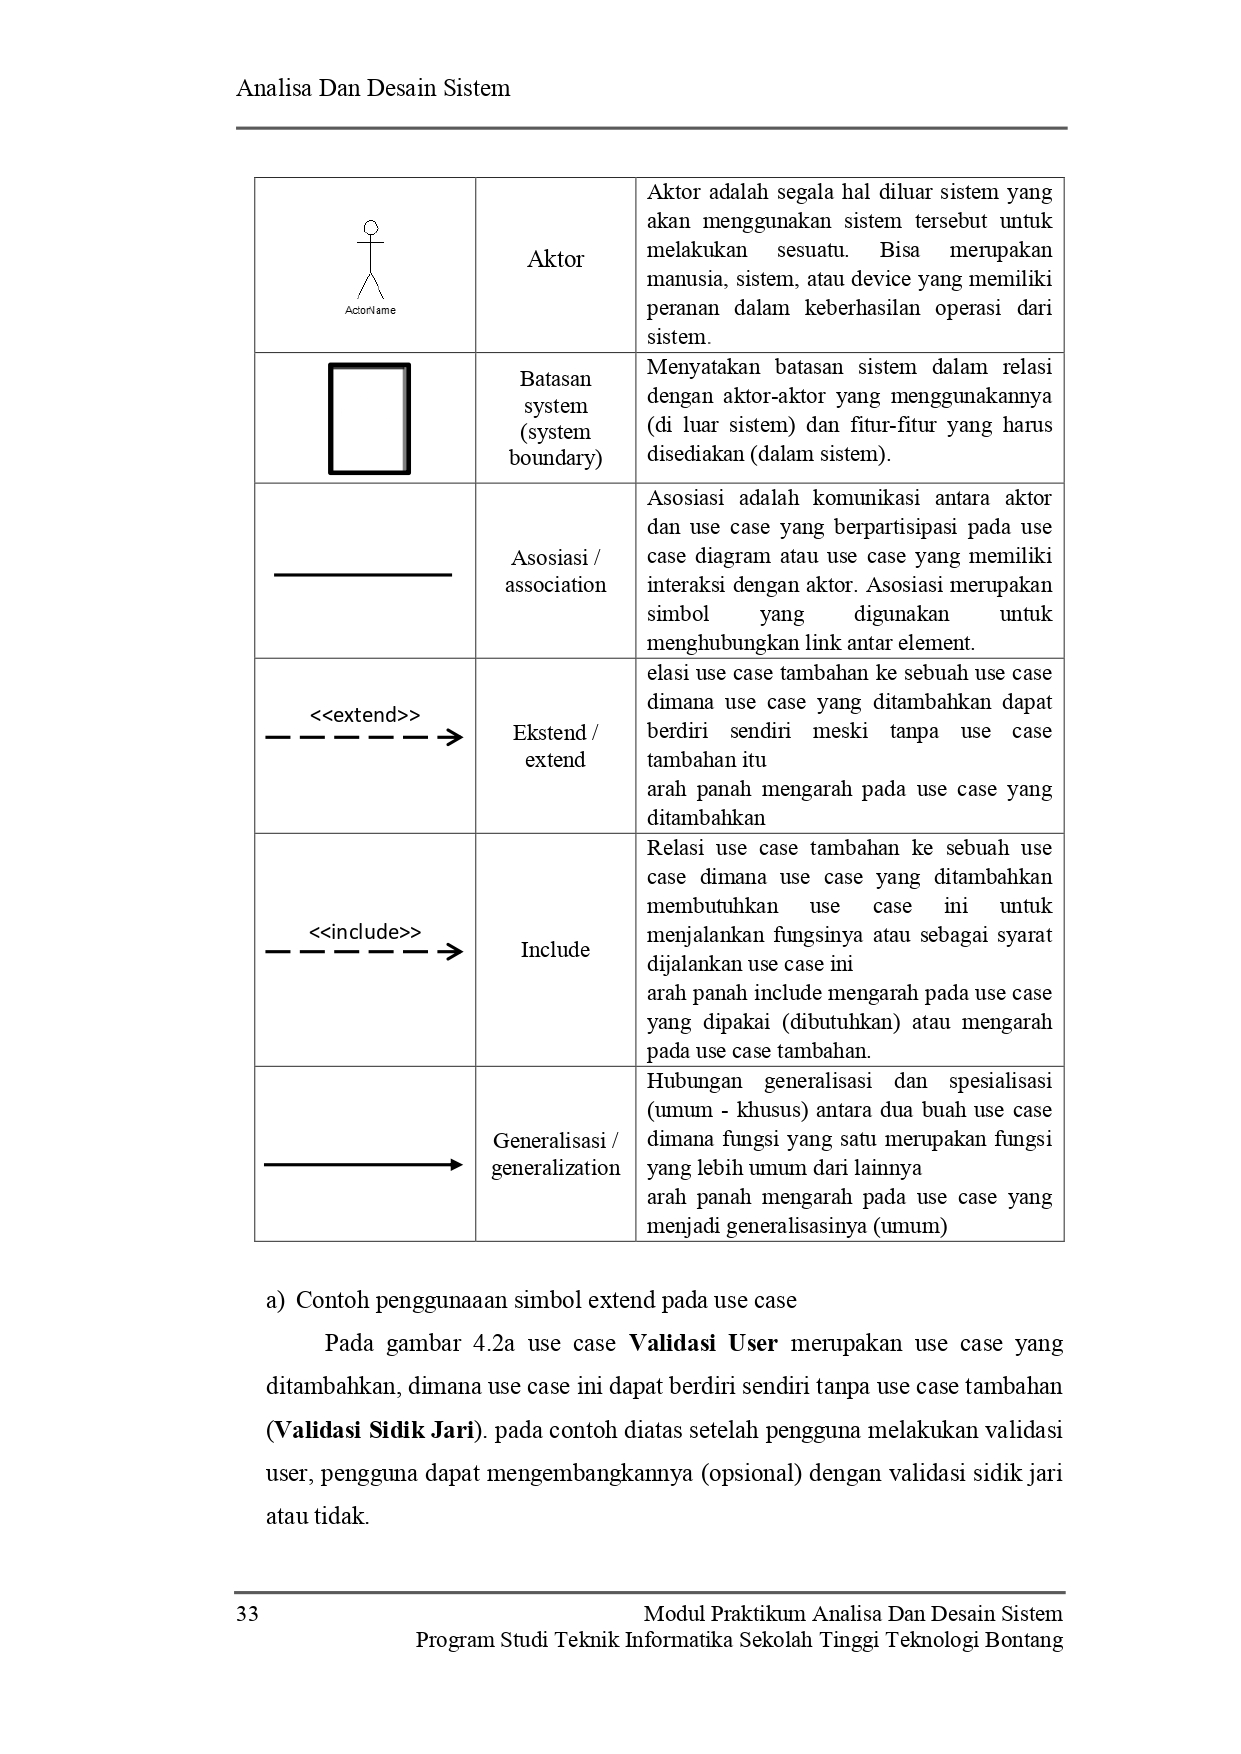 Analisa Dan Desain Sistem
ActorName
Aktor
Aktor adalah segala hal diluar sistem yang
akan menggunakan sistem tersebut untuk
melakukan sesuatu. Bisa merupakan
manusia, sistem, atau device yang memiliki
peranan dalam keberhasilan operasi dari
sistem.
Batasan
system
(system
boundary)
Menyatakan batasan sistem dalam relasi
dengan aktor-aktor yang menggunakannya
(di luar sistem) dan fitur-fitur yang harus
disediakan (dalam sistem).
Asosiasi /
association
Asosiasi adalah komunikasi antara aktor
dan use case yang berpartisipasi pada use
case diagram atau use case yang memiliki
interaksi dengan aktor. Asosiasi merupakan
simbol yang digunakan untuk
menghubungkan link antar element.
<<extend>>
Ekstend /
extend
elasi use case tambahan ke sebuah use case
dimana use case yang ditambahkan dapat
berdiri sendiri meski tanpa use case
tambahan itu
arah panah mengarah pada use case yang
ditambahkan
<<include>>
Include
Relasi use case tambahan ke sebuah use
case dimana use case yang ditambahkan
membutuhkan use case ini untuk
menjalankan fungsinya atau sebagai syarat
dijalankan use case ini
arah panah include mengarah pada use case
yang dipakai (dibutuhkan) atau mengarah
pada use case tambahan.
Generalisasi /
generalization
Hubungan generalisasi dan spesialisasi
(umum - khusus) antara dua buah use case
dimana fungsi yang satu merupakan fungsi
yang lebih umum dari lainnya
arah panah mengarah pada use case yang
menjadi generalisasinya (umum)
a) Contoh penggunaaan simbol extend pada use case
Pada gambar 4.2a use case Validasi User merupakan use case yang
ditambahkan, dimana use case ini dapat berdiri sendiri tanpa use case tambahan
(Validasi Sidik Jari). pada contoh diatas setelah pengguna melakukan validasi
user, pengguna dapat mengembangkannya (opsional) dengan validasi sidik jari
atau tidak.
33
Modul Praktikum Analisa Dan Desain Sistem
Program Studi Teknik Informatika Sekolah Tinggi Teknologi Bontang